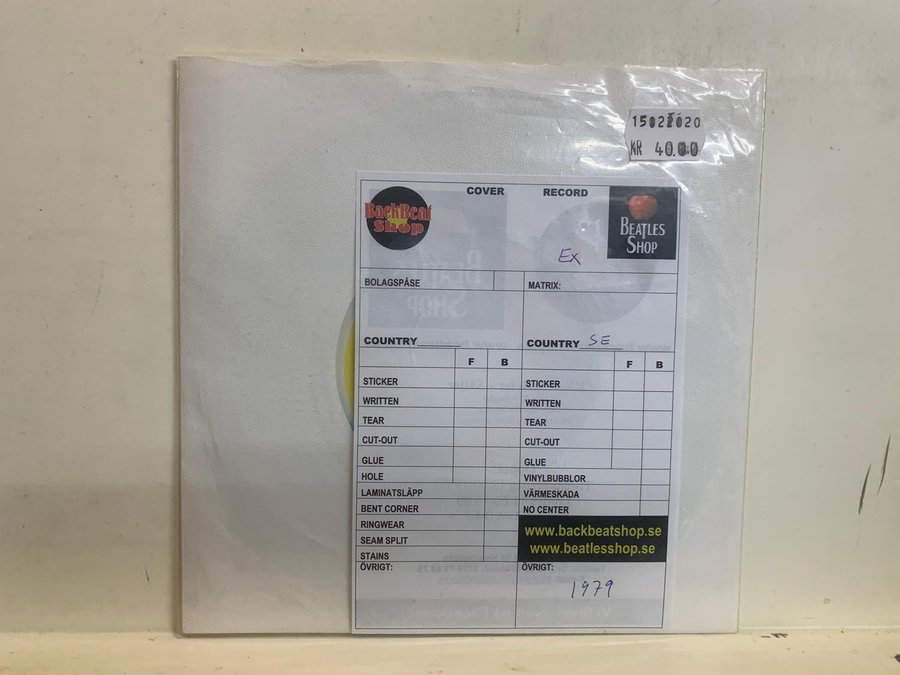 15022020
KR 40.00
COVER RECORD
BackBeat
Shop
BEATLES
SHOP
Ex
BOLAGSPÅSE MATRIX:
COUNTRY COUNTRY SE
F B F B
STICKER STICKER
WRITTEN WRITTEN
TEAR TEAR
CUT-OUT CUT-OUT
GLUE GLUE
HOLE VINYLBUBBLOR
LAMINATSLÄPP VÄRMESKADA
BENT CORNER NO CENTER
RINGWEAR
www.backbeatshop.se
SEAM SPLIT
www.beatlesshop.se
STAINS
ÖVRIGT: ÖVRIGT:
1979